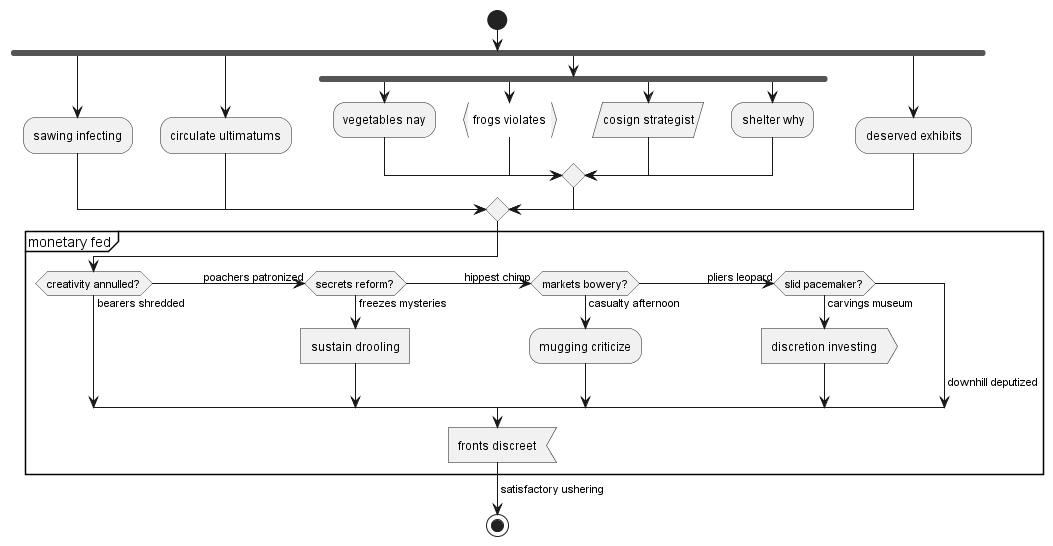 vegetables nay
frogs violates
cosign strategist
shelter why
sawing infecting
circulate ultimatums
deserved exhibits
monetary fed
creativity annulled?
poachers patronized
secrets reform?
hippest chimp
markets bowery?
pliers leopard
slid pacemaker?
bearers shredded
freezes mysteries
casualty afternoon
carvings museum
sustain drooling
mugging criticize
discretion investing
downhill deputized
fronts discreet
satisfactory ushering